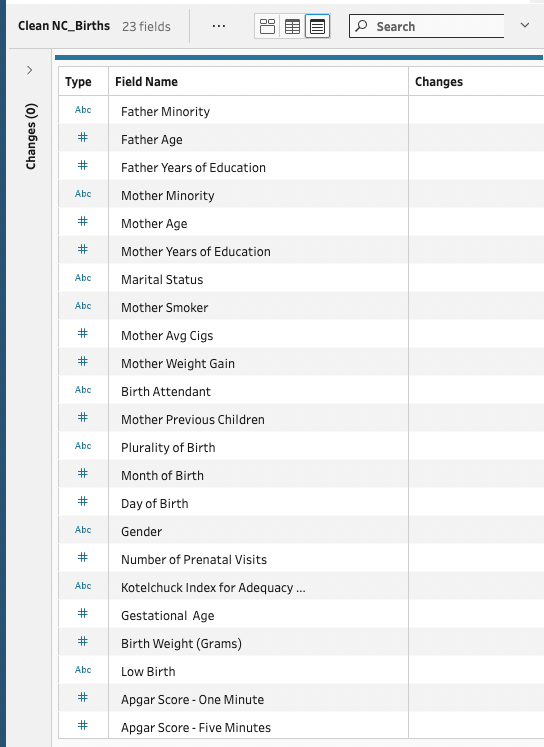 Clean NC_Births 23 fields ... Search
Changes (0)
Type Field Name Changes
Abc Father Minority
# Father Age
# Father Years of Education
Abc Mother Minority
# Mother Age
# Mother Years of Education
Abc Marital Status
Abc Mother Smoker
# Mother Avg Cigs
# Mother Weight Gain
Abc Birth Attendant
# Mother Previous Children
Abc Plurality of Birth
# Month of Birth
# Day of Birth
Abc Gender
# Number of Prenatal Visits
Abc Kotelchuck Index for Adequacy ...
# Gestational  Age
# Birth Weight (Grams)
Abc Low Birth
# Apgar Score - One Minute
# Apgar Score - Five Minutes